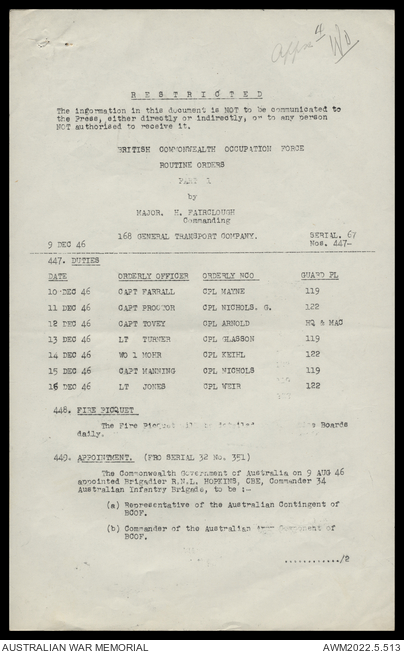 Appx 4
R E S T R I C T E D
The ingormation in this document is NOT to be communicated to
the Press, either directly or indirectly, or to any person
NOT authorised to receive it.
BRITISH COMMONWEALTH OCCUPATION FORCE
ROUTINE ORDERS
PART 1
by
MAJOR. H. FAIRCLOUGH
Commanding
168 GENERAL TRANSPORT COMPANY. SERIAL. 67
9 DEC 46 Nos. 447-
447. DUTIES
DATE ORDERLY OFFICER ORDERLY NCO GUARD PL
10 DEC 46 CAPT FARRALL CPL MAYNE 119
11 DEC 46 CAPT PROCTOR CPL NICHOLS. G. 122
12 DEC 46 CAPT TOVEY CPL ARNOLD HQ & MAC
13 DEC 46 LT TURNER CPL GLASSON 119
14 DEC 46 WO 1 MOHR CPL KEIHL 122
15 DEC 46 CAPT MANNING CPL NICHOLS 119
16 DEC 46 LT JONES CPL WEIR 122
448. FIRE PICQUET
The Fire Picquet will be detailed Boards
daily.
449. APPOINTMENT. (FRO SERIAL 32 No. 351)
The Commonwealth Government of Australia on 9 AUG 46
appointed Brigadier R.N.L. HOPKINS, CBE, Commander 34
Australian Infantry Brigade, to be :-
(a) Representative of the Australian Contingent of
BCOF.
(b) Commander of the Australian Army Component of
BCOF.
............/2
AUSTRALIAN WAR MEMORIAL AWM2022.5.513